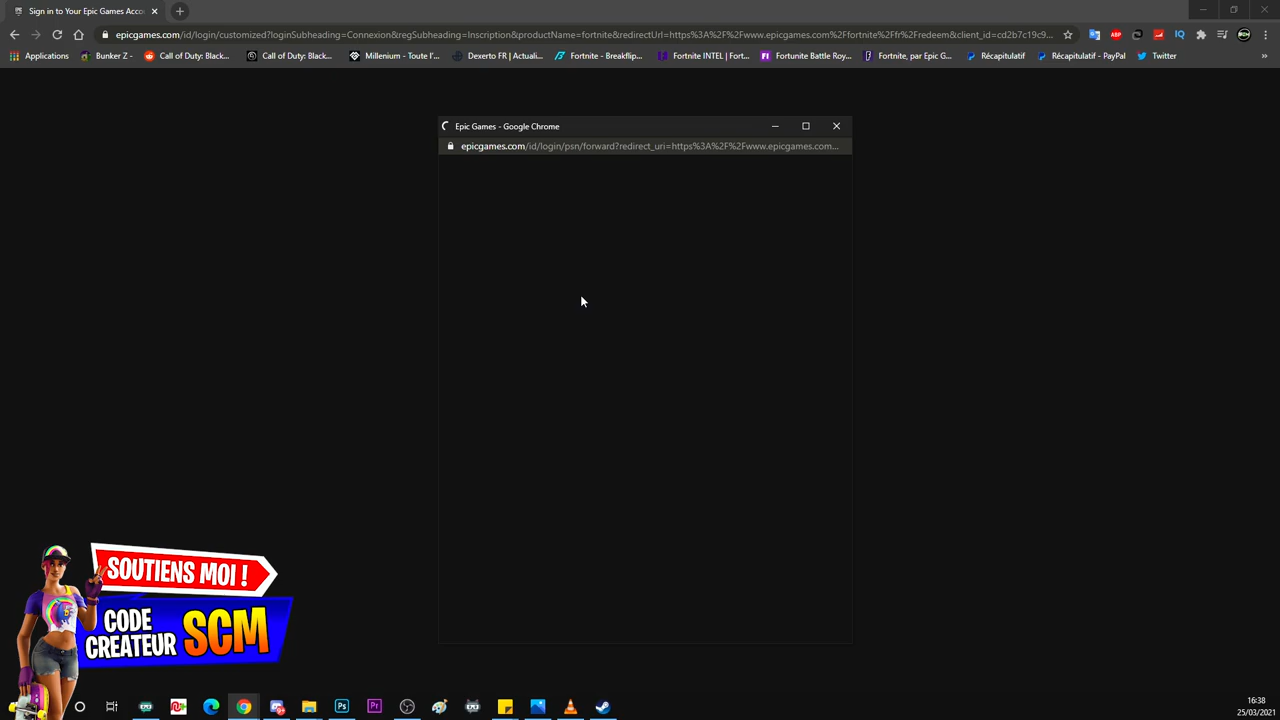 Sign in to Your Epic Games Acco
epicgames.com/id/login/customized?loginSubheading=Connexion&regSubheading=Inscription&productName=fortnite&redirectUrl=https%3A%2F%2Fwww.epicgames.com%2Ffortnite%2Ffr%2Fredeem&client_id=cd2b7c19c9...
Applications
Bunker Z -
Call of Duty: Black...
Call of Duty: Black...
Millenium - Toute l'...
Dexerto FR | Actuali...
Fortnite - Breakflip...
Fortnite INTEL | Fort...
Fortunite Battle Roy...
Fortnite, par Epic G...
Récapitulatif
Récapitulatif - PayPal
Twitter
»
Epic Games - Google Chrome
epicgames.com/id/login/psn/forward?redirect_uri=https%3A%2F%2Fwww.epicgames.com...
SOUTIENS MOI !
CODE
CREATEUR SCM
16:38
25/03/2021